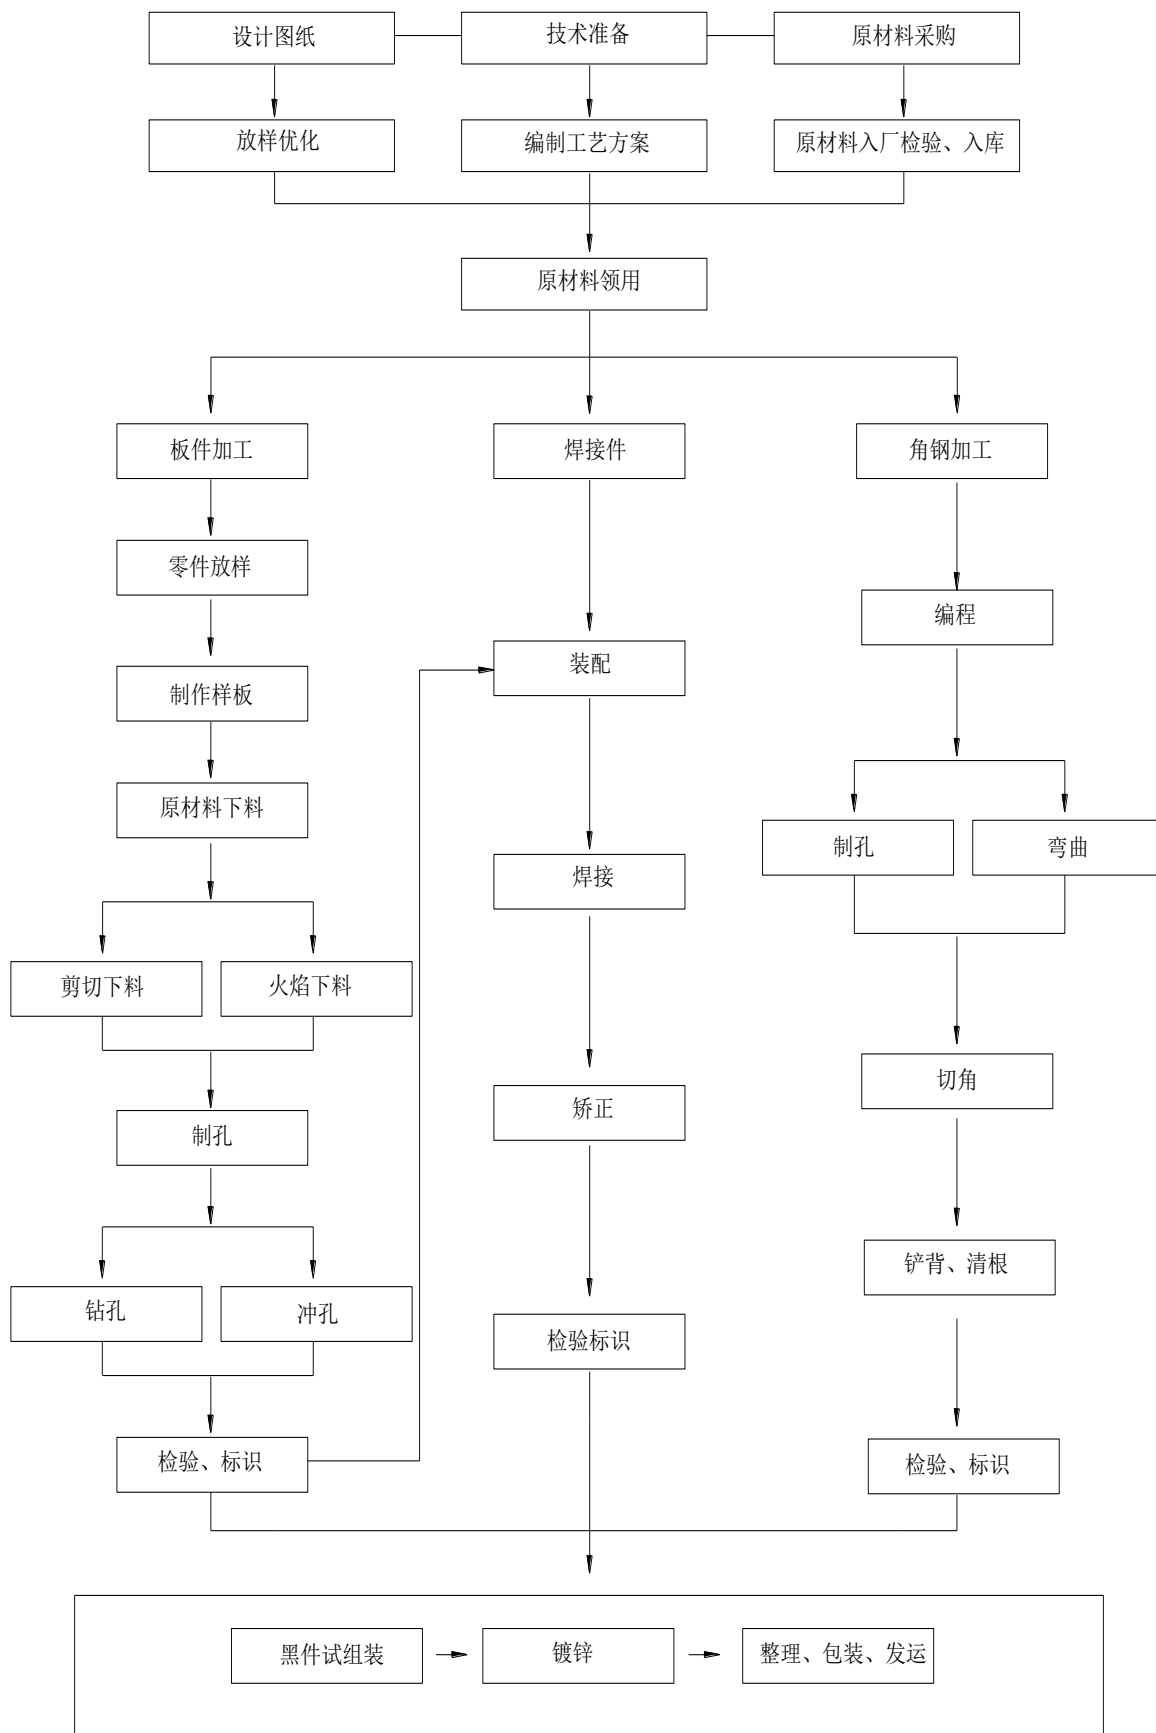 设计图纸
技术准备
原材料采购
放样优化
编制工艺方案
原材料入厂检验、入库
原材料领用
板件加工
焊接件
角钢加工
零件放样
编程
装配
制作样板
原材料下料
制孔
弯曲
焊接
剪切下料
火焰下料
切角
矫正
制孔
铲背、清根
钻孔
冲孔
检验标识
检验、标识
检验、标识
黑件试组装
镀锌
整理、包装、发运